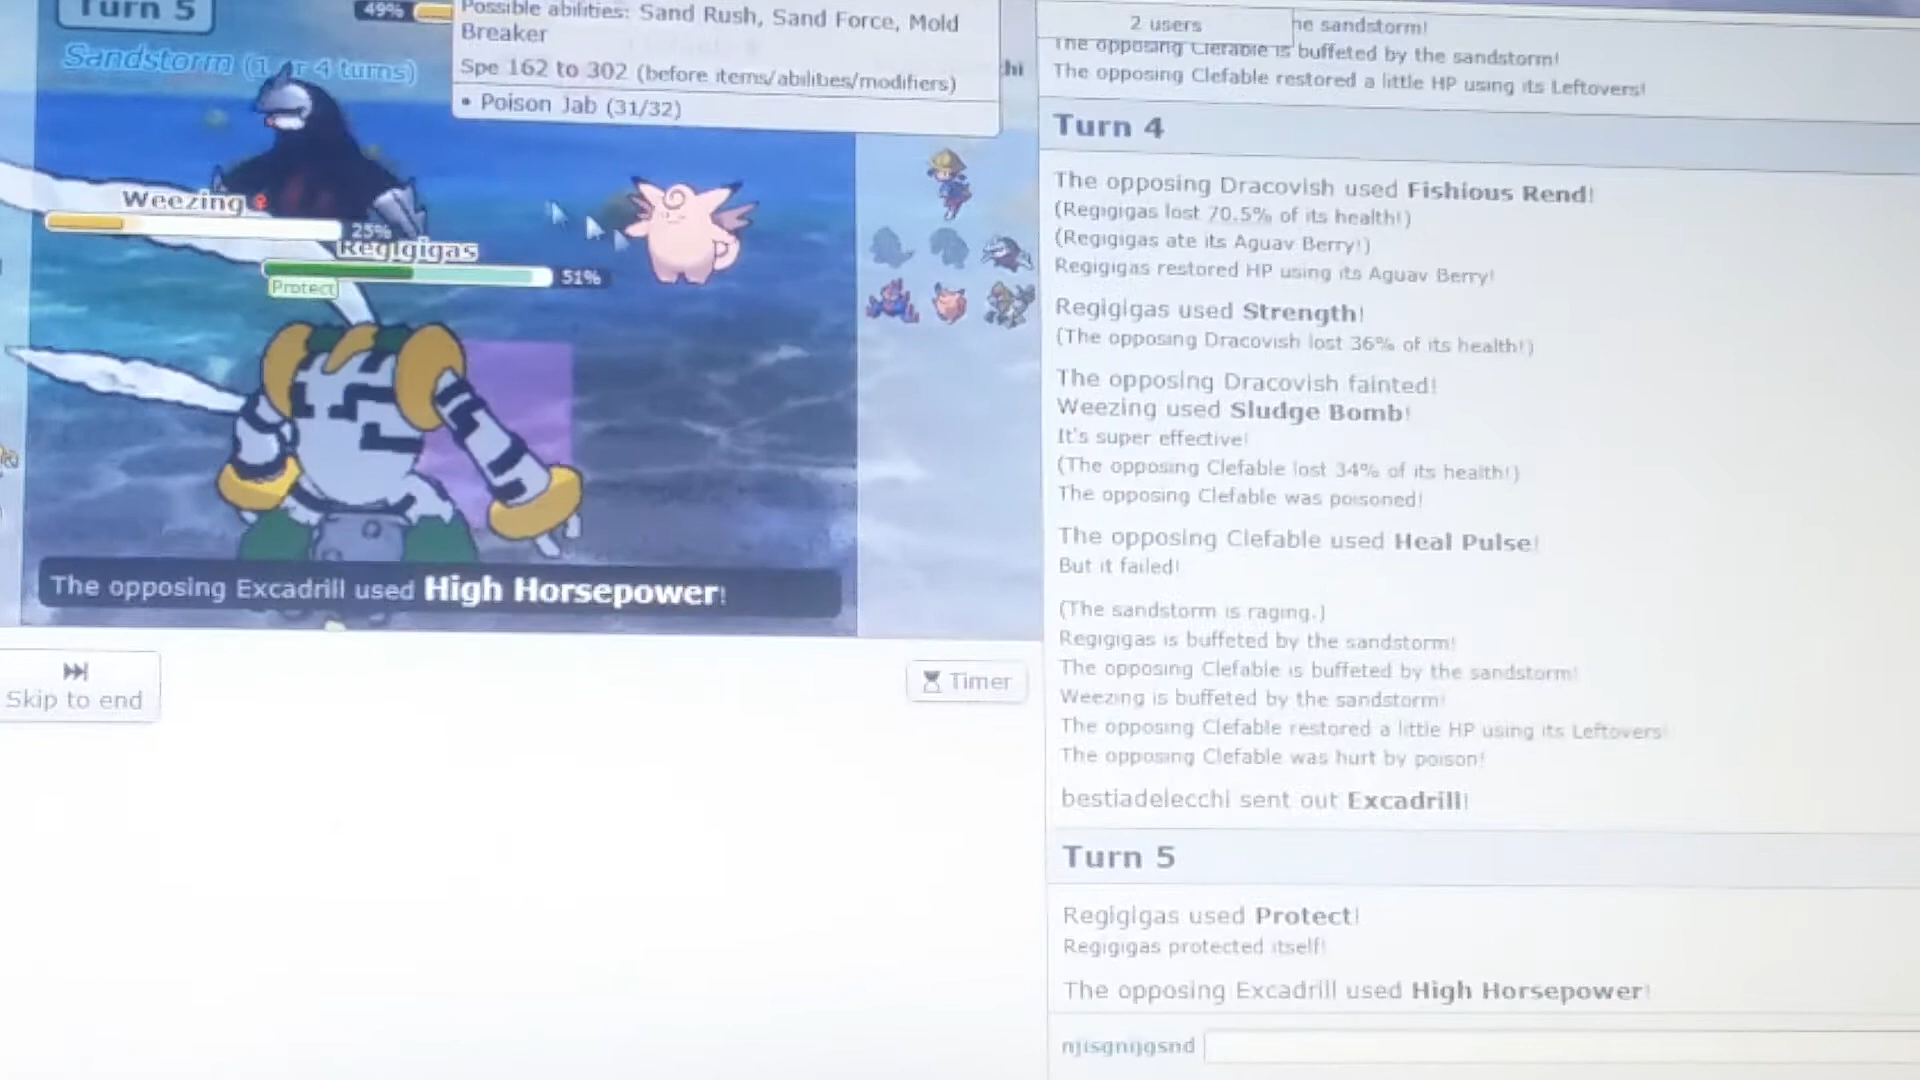 Turn 5
49%
Possible abilities: Sand Rush, Sand Force, Mold
Breaker
Spe 162 to 302 (before items/abilities/modifiers)
• Poison Jab (31/32)
Sandstorm (1 or 4 turns)
chi
Weezing
25%
Regigigas
51%
Protect
The opposing Excadrill used High Horsepower!
Skip to end
Timer
2 users
he sandstorm!
The opposing Clefable is buffeted by the sandstorm!
The opposing Clefable restored a little HP using its Leftovers!
Turn 4
The opposing Dracovish used Fishious Rend!
(Regigigas lost 70.5% of its health!)
(Regigigas ate its Aguav Berry!)
Regigigas restored HP using its Aguav Berry!
Regigigas used Strength!
(The opposing Dracovish lost 36% of its health!)
The opposing Dracovish fainted!
Weezing used Sludge Bomb!
It's super effective!
(The opposing Clefable lost 34% of its health!)
The opposing Clefable was poisoned!
The opposing Clefable used Heal Pulse!
But it failed!
(The sandstorm is raging.)
Regigigas is buffeted by the sandstorm!
The opposing Clefable is buffeted by the sandstorm!
Weezing is buffeted by the sandstorm!
The opposing Clefable restored a little HP using its Leftovers!
The opposing Clefable was hurt by poison!
bestiadelecchi sent out Excadrill!
Turn 5
Regigigas used Protect!
Regigigas protected itself!
The opposing Excadrill used High Horsepower!
njisgnijgsnd